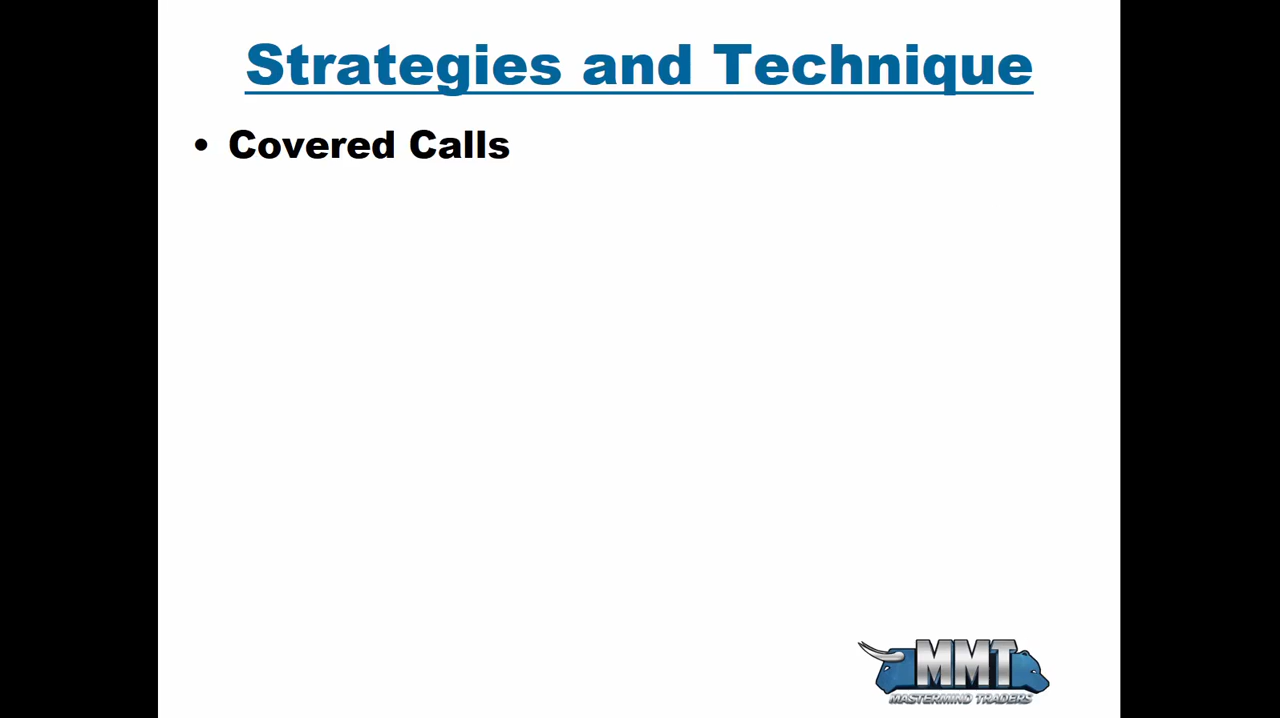 Strategies and Technique
• Covered Calls
MMT
MASTERMIND TRADERS